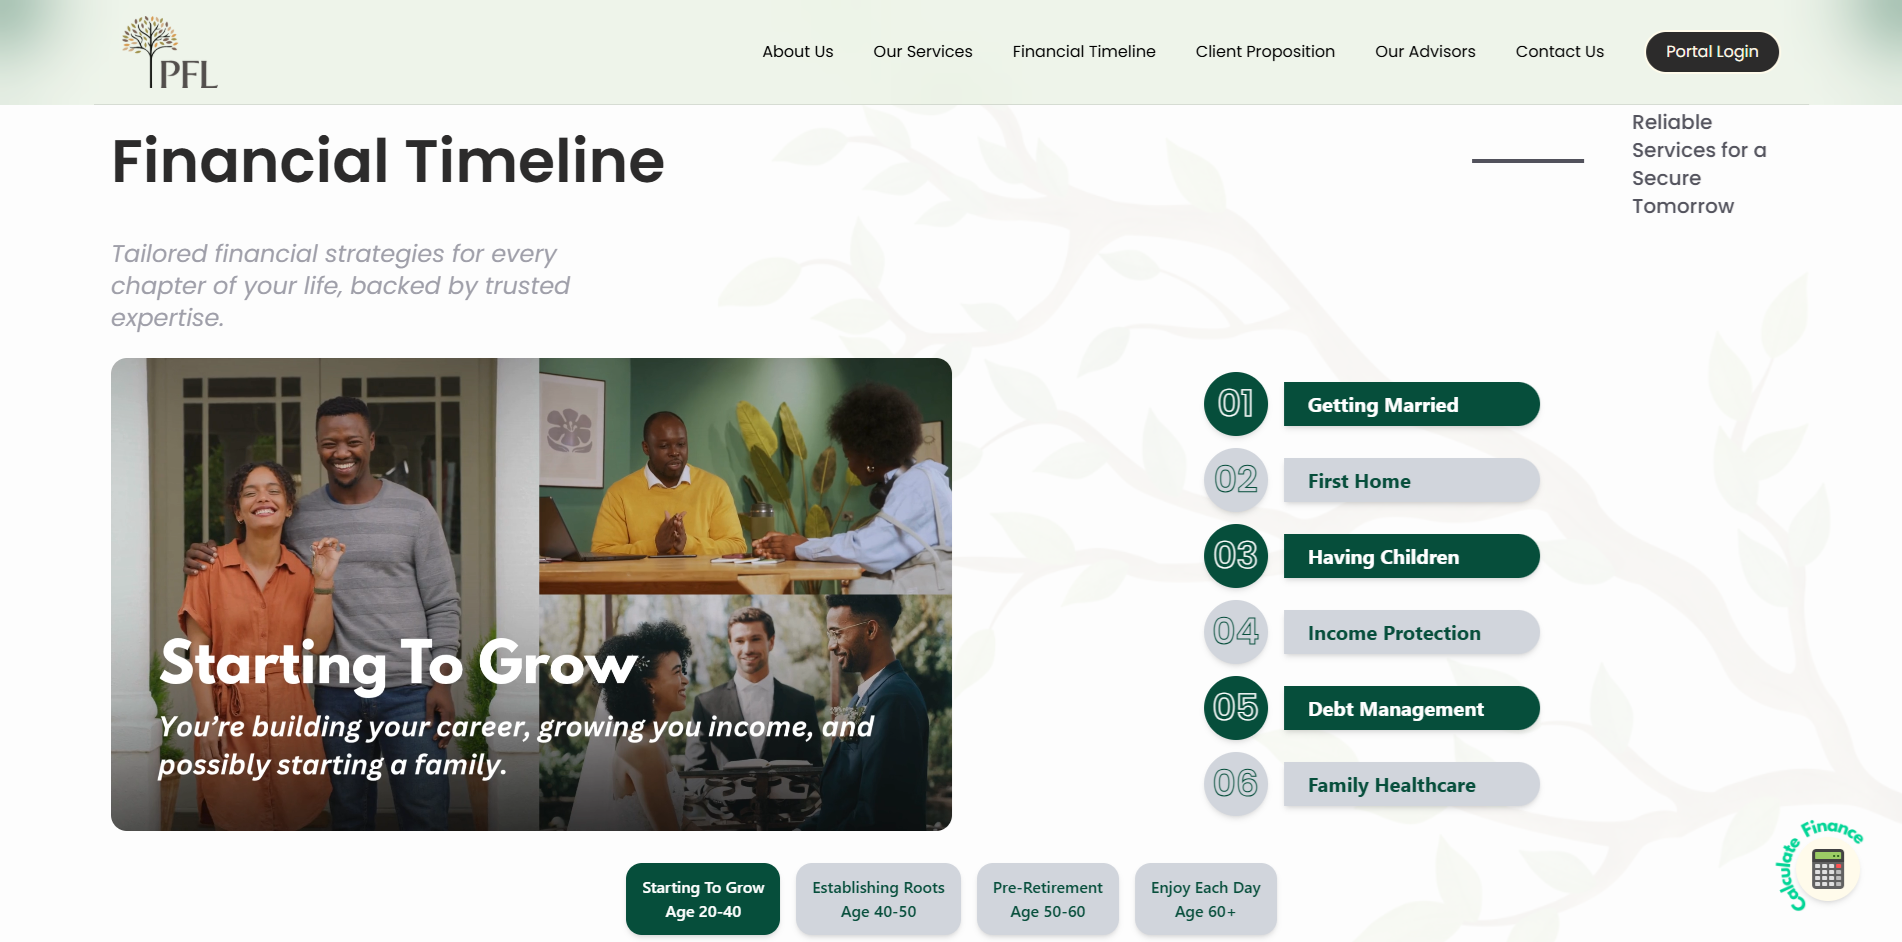 PFL
About Us
Our Services
Financial Timeline
Client Proposition
Our Advisors
Contact Us
Portal Login
Financial Timeline
Reliable
Services for a
Secure
Tomorrow
Tailored financial strategies for every
chapter of your life, backed by trusted
expertise.
Starting To Grow
You’re building your career, growing you income, and
possibly starting a family.
01
Getting Married
02
First Home
03
Having Children
04
Income Protection
05
Debt Management
06
Family Healthcare
Starting To Grow
Age 20-40
Establishing Roots
Age 40-50
Pre-Retirement
Age 50-60
Enjoy Each Day
Age 60+
Calculate Finance